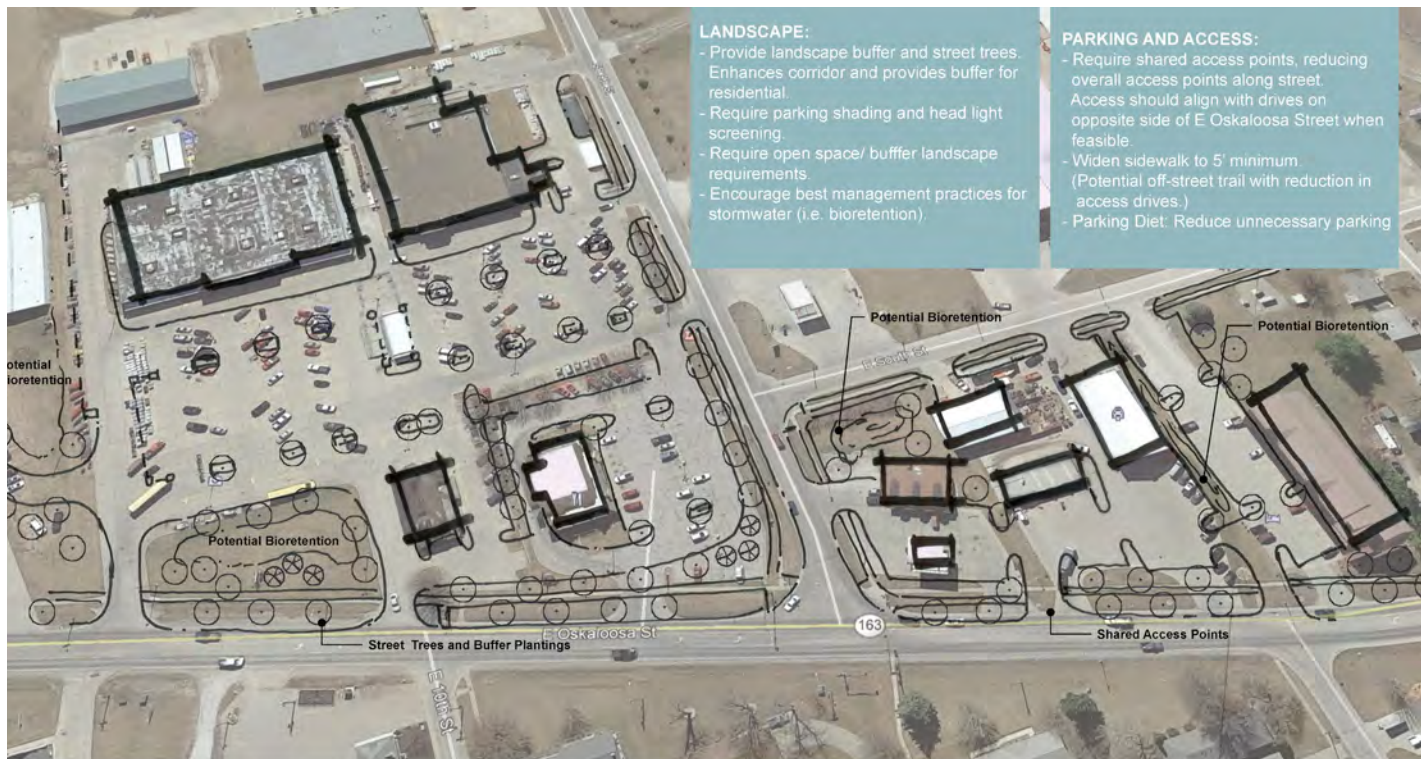 LANDSCAPE:
- Provide landscape buffer and street trees.
Enhances corridor and provides buffer for
residential.
- Require parking shading and head light
screening.
- Require open space/ bufffer landscape
requirements.
- Encourage best management practices for
stormwater (i.e. bioretention).
PARKING AND ACCESS:
- Require shared access points, reducing
overall access points along street.
Access should align with drives on
opposite side of E Oskaloosa Street when
feasible.
- Widen sidewalk to 5' minimum.
(Potential off-street trail with reduction in
access drives.)
- Parking Diet: Reduce unnecessary parking
Potential Bioretention
Potential Bioretention
E South St
otential
ioretention
Potential Bioretention
Street Trees and Buffer Plantings
E Oskaloosa St
163
Shared Access Points
E 10th St